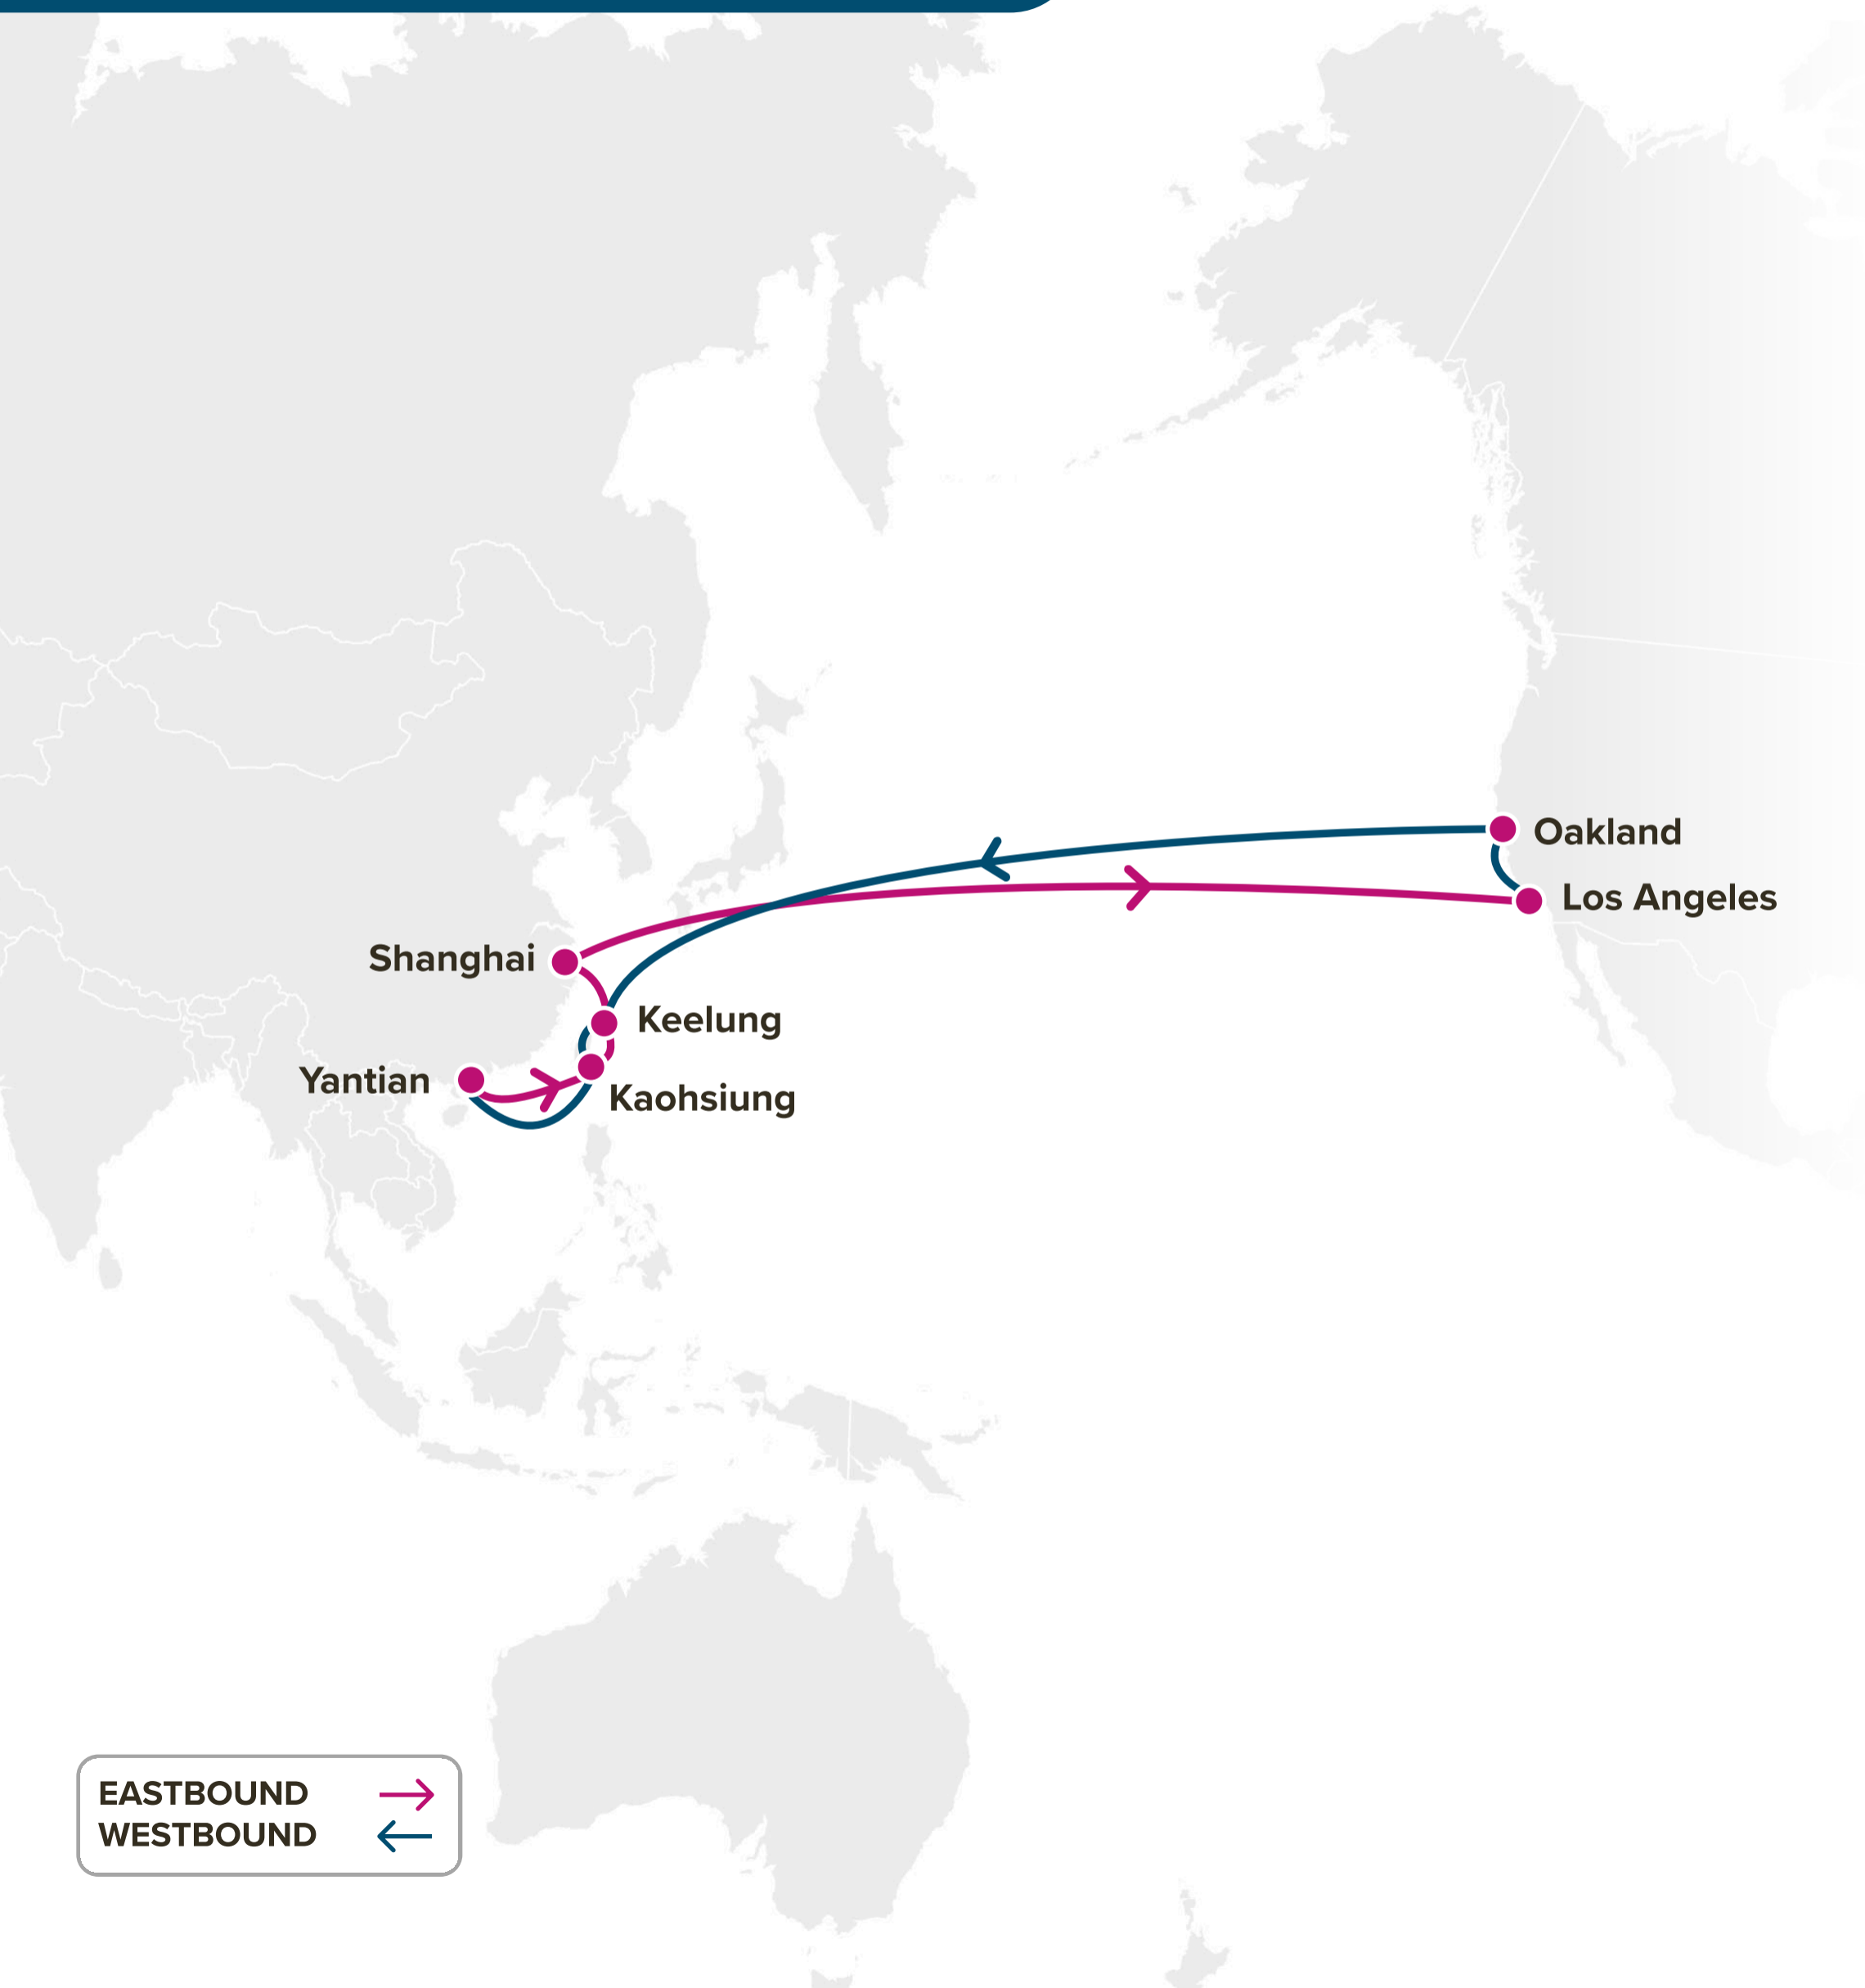 Oakland
Los Angeles
Shanghai
Keelung
Yantian
Kaohsiung
EASTBOUND
WESTBOUND